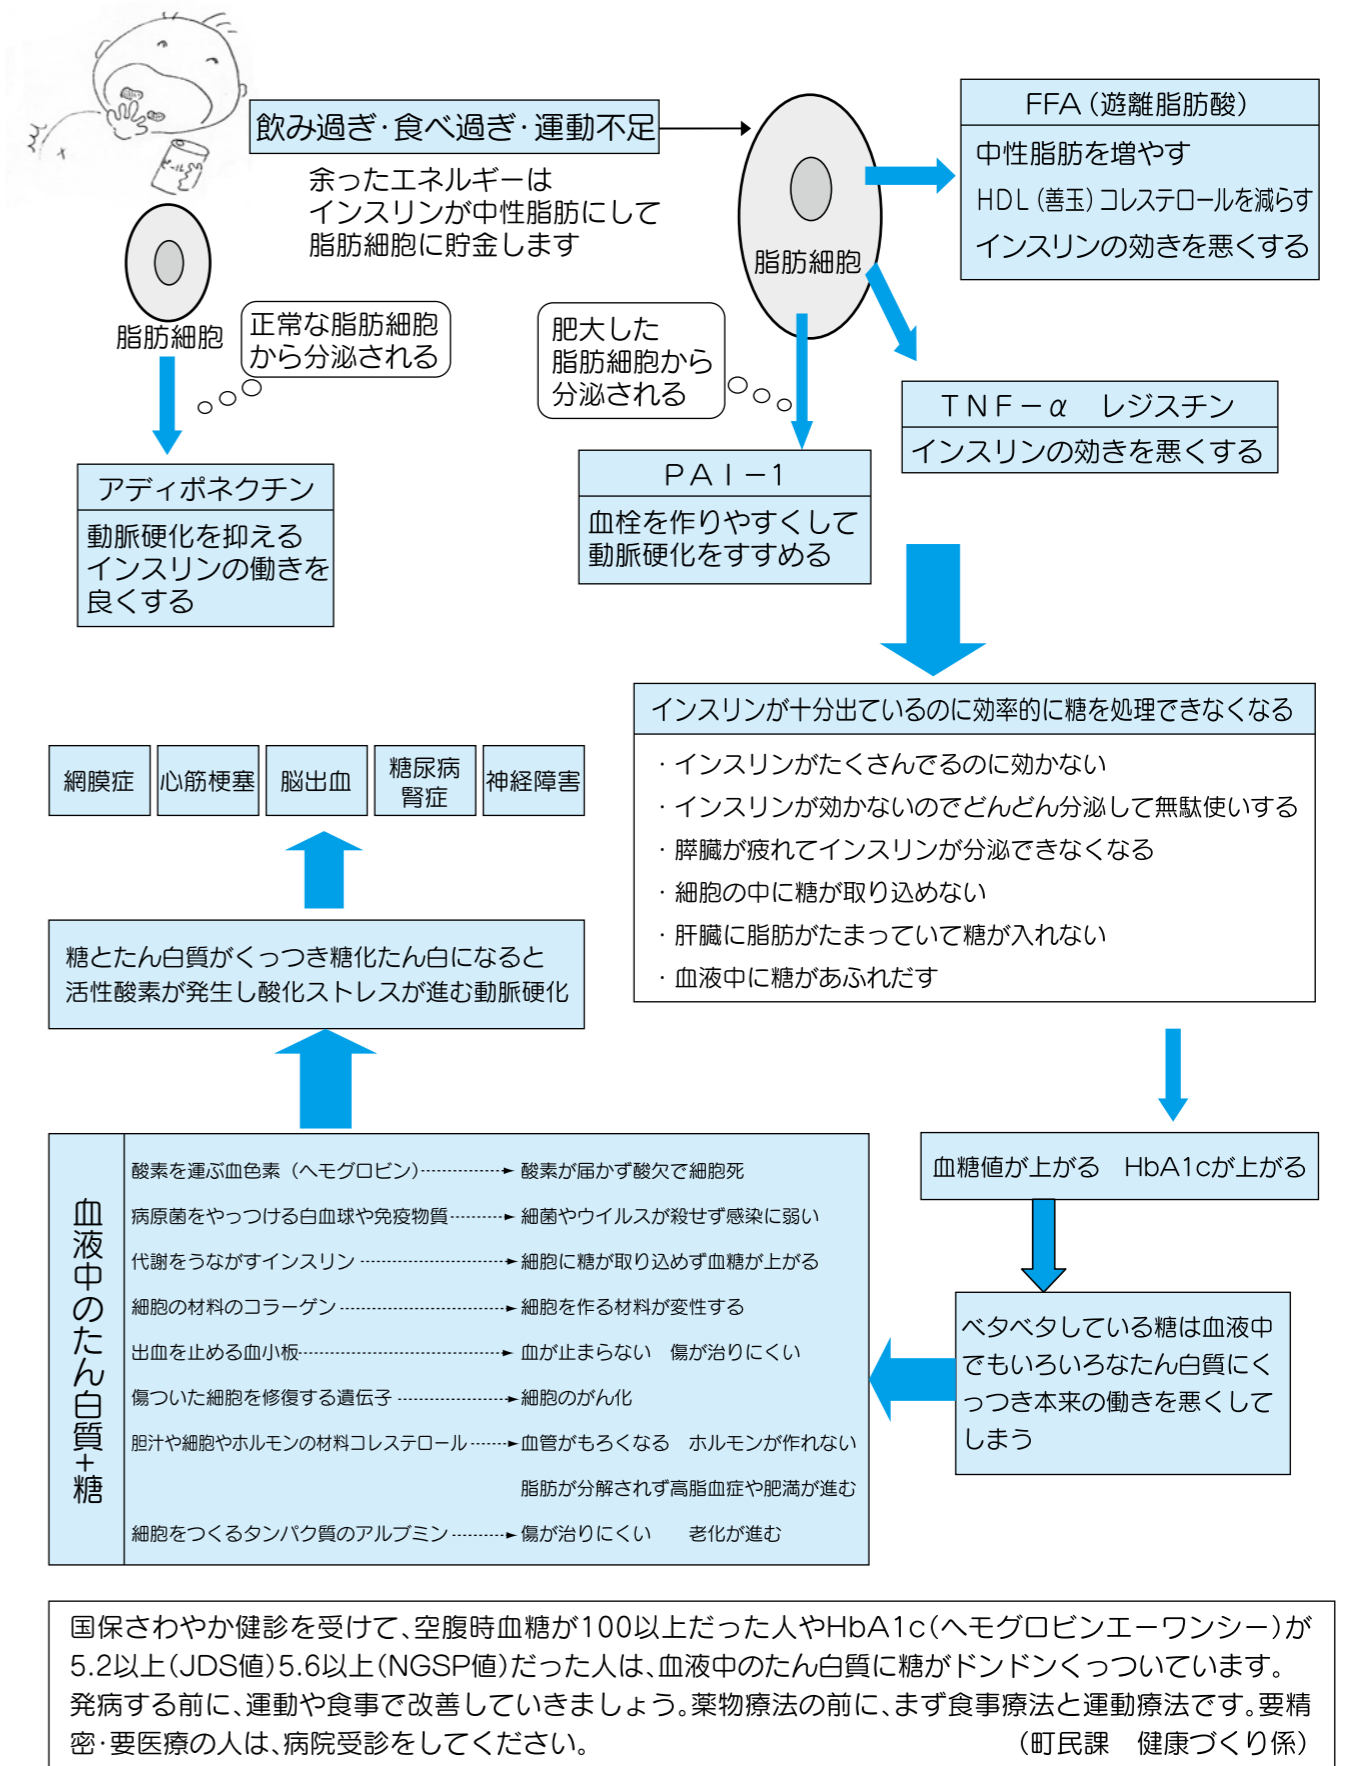 飲み過ぎ・食べ過ぎ・運動不足
余ったエネルギーは
インスリンが中性脂肪にして
脂肪細胞に貯金します
ビール
脂肪細胞
正常な脂肪細胞
から分泌される
アディポネクチン
動脈硬化を抑える
インスリンの働きを
良くする
脂肪細胞
肥大した
脂肪細胞から
分泌される
FFA（遊離脂肪酸）
中性脂肪を増やす
HDL（善玉）コレステロールを減らす
インスリンの効きを悪くする
TNF－α　レジスチン
インスリンの効きを悪くする
PAI－1
血栓を作りやすくして
動脈硬化をすすめる
インスリンが十分出ているのに効率的に糖を処理できなくなる
・インスリンがたくさんでるのに効かない
・インスリンが効かないのでどんどん分泌して無駄使いする
・膵臓が疲れてインスリンが分泌できなくなる
・細胞の中に糖が取り込めない
・肝臓に脂肪がたまっていて糖が入れない
・血液中に糖があふれだす
血糖値が上がる　HbA1cが上がる
ベタベタしている糖は血液中
でもいろいろなたん白質にく
っつき本来の働きを悪くして
しまう
血液中のたん白質＋糖
酸素を運ぶ血色素（ヘモグロビン） 酸素が届かず酸欠で細胞死
病原菌をやっつける白血球や免疫物質 細菌やウイルスが殺せず感染に弱い
代謝をうながすインスリン 細胞に糖が取り込めず血糖が上がる
細胞の材料のコラーゲン 細胞を作る材料が変性する
出血を止める血小板 血が止まらない　傷が治りにくい
傷ついた細胞を修復する遺伝子 細胞のがん化
胆汁や細胞やホルモンの材料コレステロール 血管がもろくなる　ホルモンが作れない
脂肪が分解されず高脂血症や肥満が進む
細胞をつくるタンパク質のアルブミン 傷が治りにくい　老化が進む
糖とたん白質がくっつき糖化たん白になると
活性酸素が発生し酸化ストレスが進む動脈硬化
網膜症
心筋梗塞
脳出血
糖尿病
腎症
神経障害
国保さわやか健診を受けて、空腹時血糖が100以上だった人やHbA1c（ヘモグロビンエーワンシー）が
5.2以上（JDS値）5.6以上（NGSP値）だった人は、血液中のたん白質に糖がドンドンくっついています。
発病する前に、運動や食事で改善していきましょう。薬物療法の前に、まず食事療法と運動療法です。要精
密・要医療の人は、病院受診をしてください。　（町民課　健康づくり係）